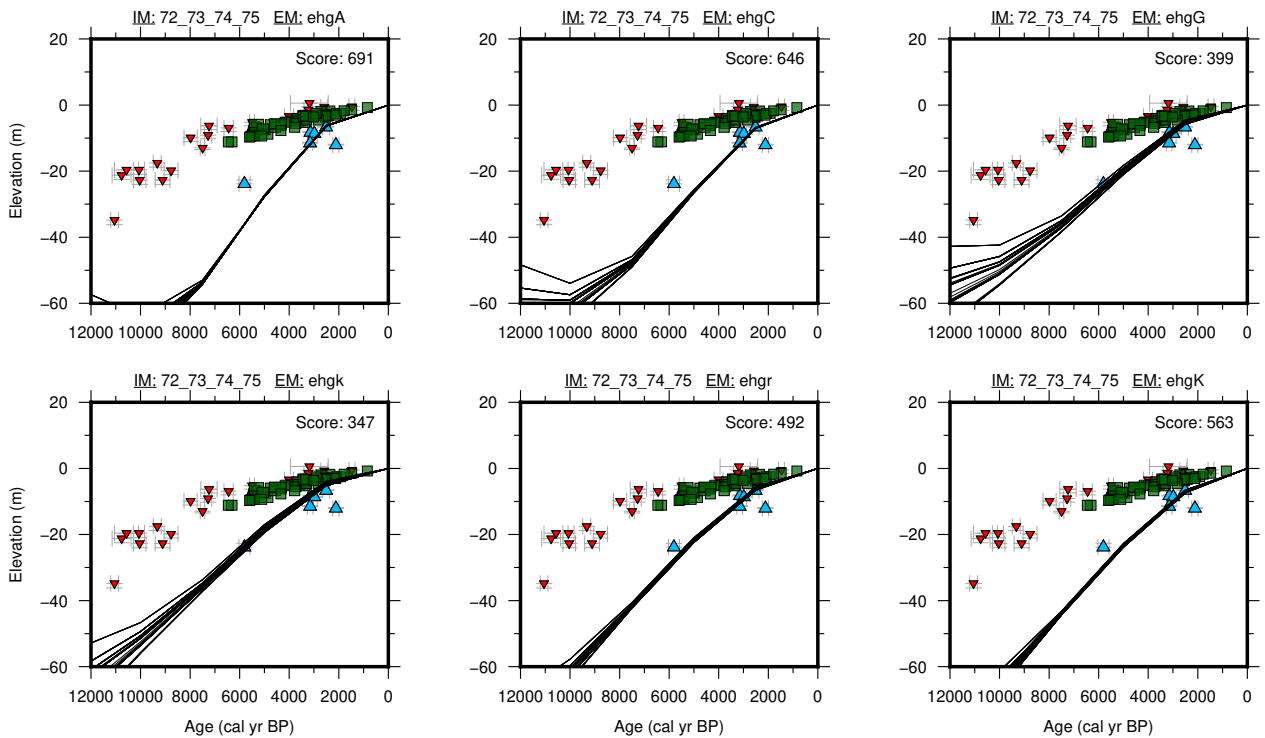 IM: 72_73_74_75 EM: ehgA
IM: 72_73_74_75 EM: ehgC
IM: 72_73_74_75 EM: ehgG
20
0
−20
−40
−60
Elevation (m)
Score: 691
12000 10000 8000 6000 4000 2000 0
20
0
−20
−40
−60
Score: 646
12000 10000 8000 6000 4000 2000 0
20
0
−20
−40
−60
Score: 399
12000 10000 8000 6000 4000 2000 0
IM: 72_73_74_75 EM: ehgk
IM: 72_73_74_75 EM: ehgr
IM: 72_73_74_75 EM: ehgK
20
0
−20
−40
−60
Elevation (m)
Score: 347
12000 10000 8000 6000 4000 2000 0
Age (cal yr BP)
20
0
−20
−40
−60
Score: 492
12000 10000 8000 6000 4000 2000 0
Age (cal yr BP)
20
0
−20
−40
−60
Score: 563
12000 10000 8000 6000 4000 2000 0
Age (cal yr BP)